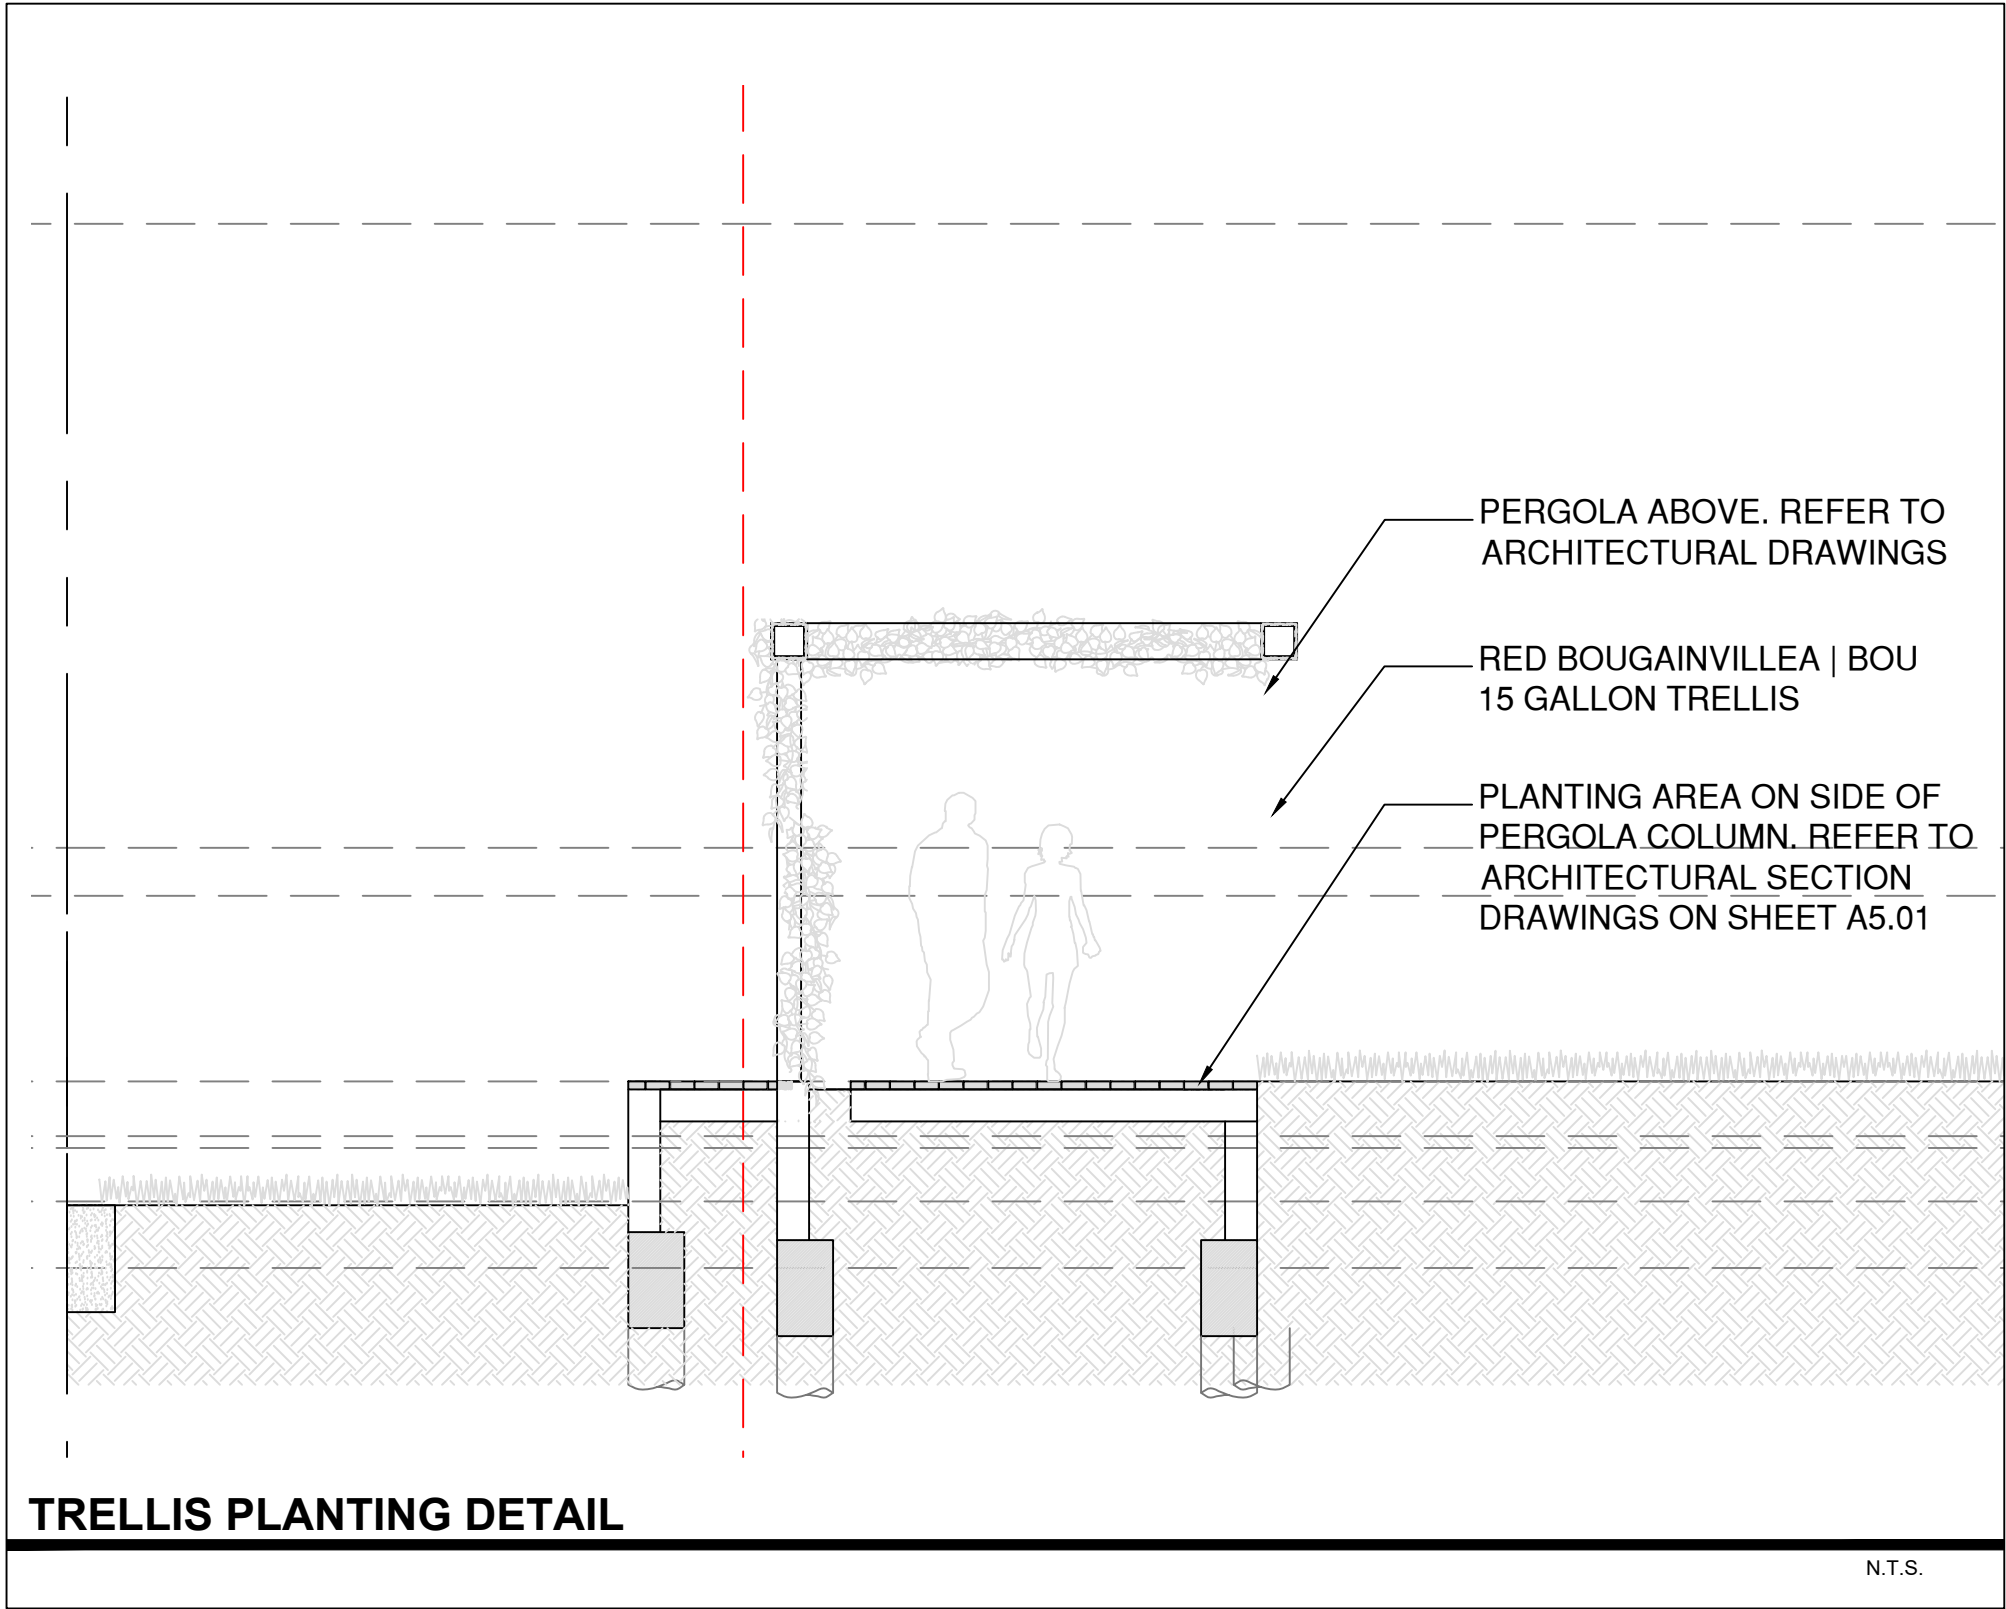 PERGOLA ABOVE. REFER TO
ARCHITECTURAL DRAWINGS
RED BOUGAINVILLEA | BOU
15 GALLON TRELLIS
PLANTING AREA ON SIDE OF
PERGOLA COLUMN. REFER TO
ARCHITECTURAL SECTION
DRAWINGS ON SHEET A5.01
TRELLIS PLANTING DETAIL
N.T.S.